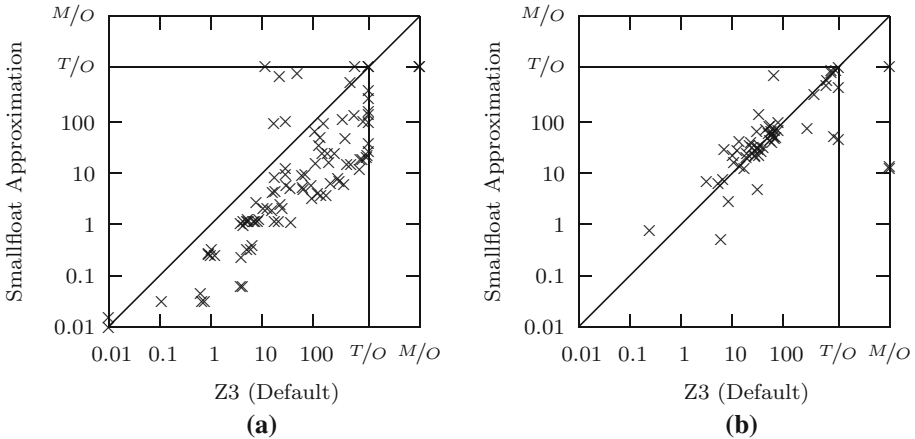 M/O
T/O
100
10
1
0.1
0.01
Smallfloat Approximation
0.01 0.1 1 10 100 T/O M/O
Z3 (Default)
(a)
M/O
T/O
100
10
1
0.1
0.01
Smallfloat Approximation
0.01 0.1 1 10 100 T/O M/O
Z3 (Default)
(b)